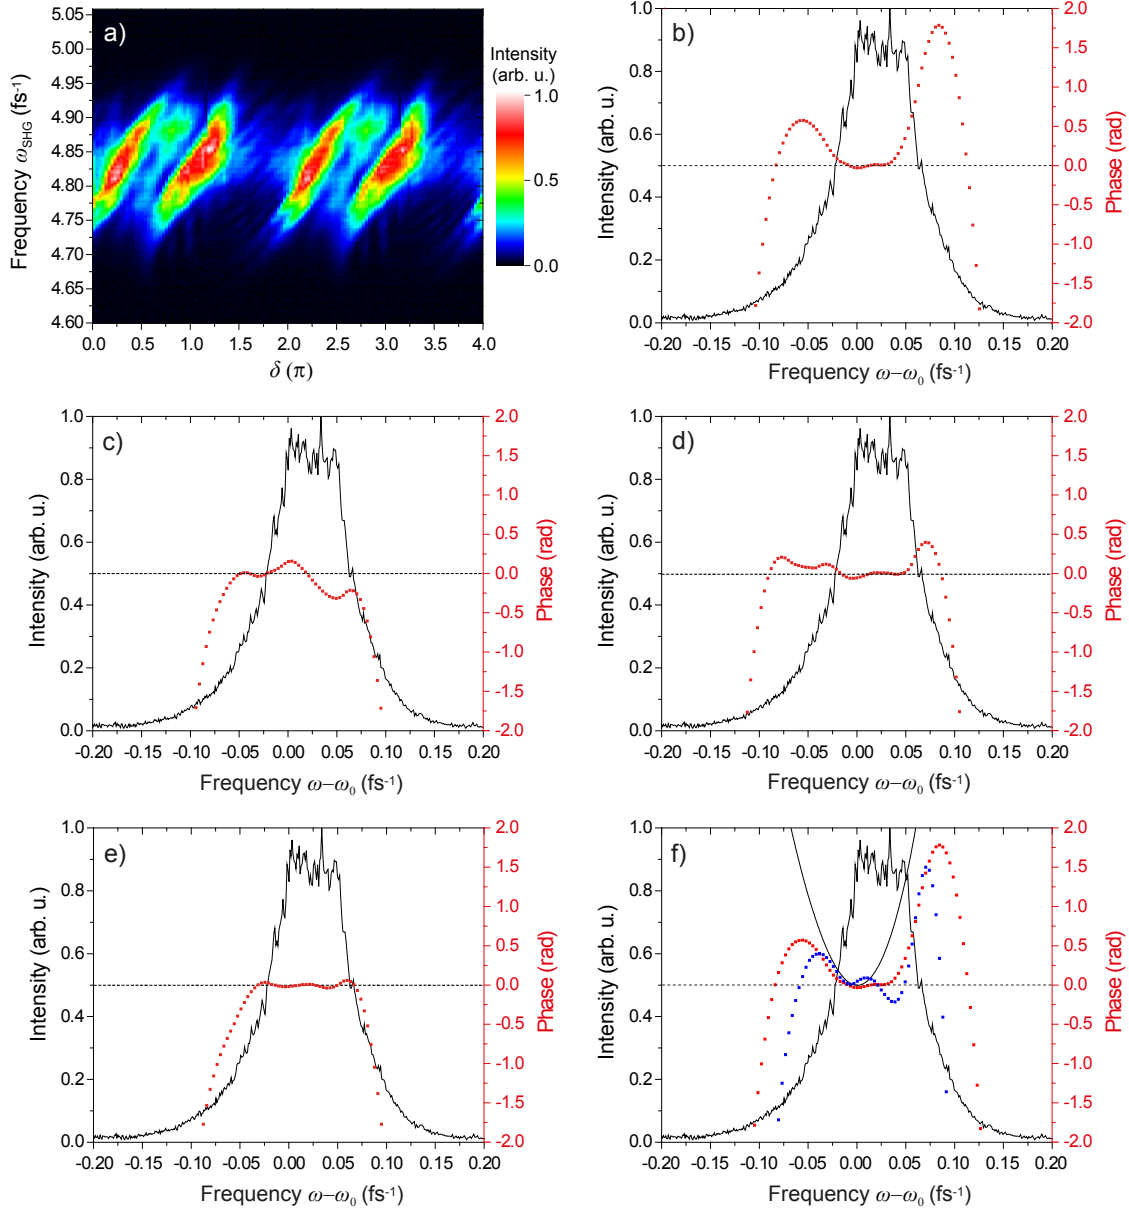 a)
Intensity
(arb. u.)
1.0
0.5
0.0
Frequency ω_SHG (fs⁻¹)
5.05
5.00
4.95
4.90
4.85
4.80
4.75
4.70
4.65
4.60
0.0 0.5 1.0 1.5 2.0 2.5 3.0 3.5 4.0
δ (π)
b)
Intensity (arb. u.)
1.0
0.8
0.6
0.4
0.2
0.0
2.0
1.5
1.0
0.5
0.0
-0.5
-1.0
-1.5
-2.0
Phase (rad)
-0.20 -0.15 -0.10 -0.05 0.00 0.05 0.10 0.15 0.20
Frequency ω−ω₀ (fs⁻¹)
c)
Intensity (arb. u.)
1.0
0.8
0.6
0.4
0.2
0.0
2.0
1.5
1.0
0.5
0.0
-0.5
-1.0
-1.5
-2.0
Phase (rad)
-0.20 -0.15 -0.10 -0.05 0.00 0.05 0.10 0.15 0.20
Frequency ω−ω₀ (fs⁻¹)
d)
Intensity (arb. u.)
1.0
0.8
0.6
0.4
0.2
0.0
2.0
1.5
1.0
0.5
0.0
-0.5
-1.0
-1.5
-2.0
Phase (rad)
-0.20 -0.15 -0.10 -0.05 0.00 0.05 0.10 0.15 0.20
Frequency ω−ω₀ (fs⁻¹)
e)
Intensity (arb. u.)
1.0
0.8
0.6
0.4
0.2
0.0
2.0
1.5
1.0
0.5
0.0
-0.5
-1.0
-1.5
-2.0
Phase (rad)
-0.20 -0.15 -0.10 -0.05 0.00 0.05 0.10 0.15 0.20
Frequency ω−ω₀ (fs⁻¹)
f)
Intensity (arb. u.)
1.0
0.8
0.6
0.4
0.2
0.0
2.0
1.5
1.0
0.5
0.0
-0.5
-1.0
-1.5
-2.0
Phase (rad)
-0.20 -0.15 -0.10 -0.05 0.00 0.05 0.10 0.15 0.20
Frequency ω−ω₀ (fs⁻¹)